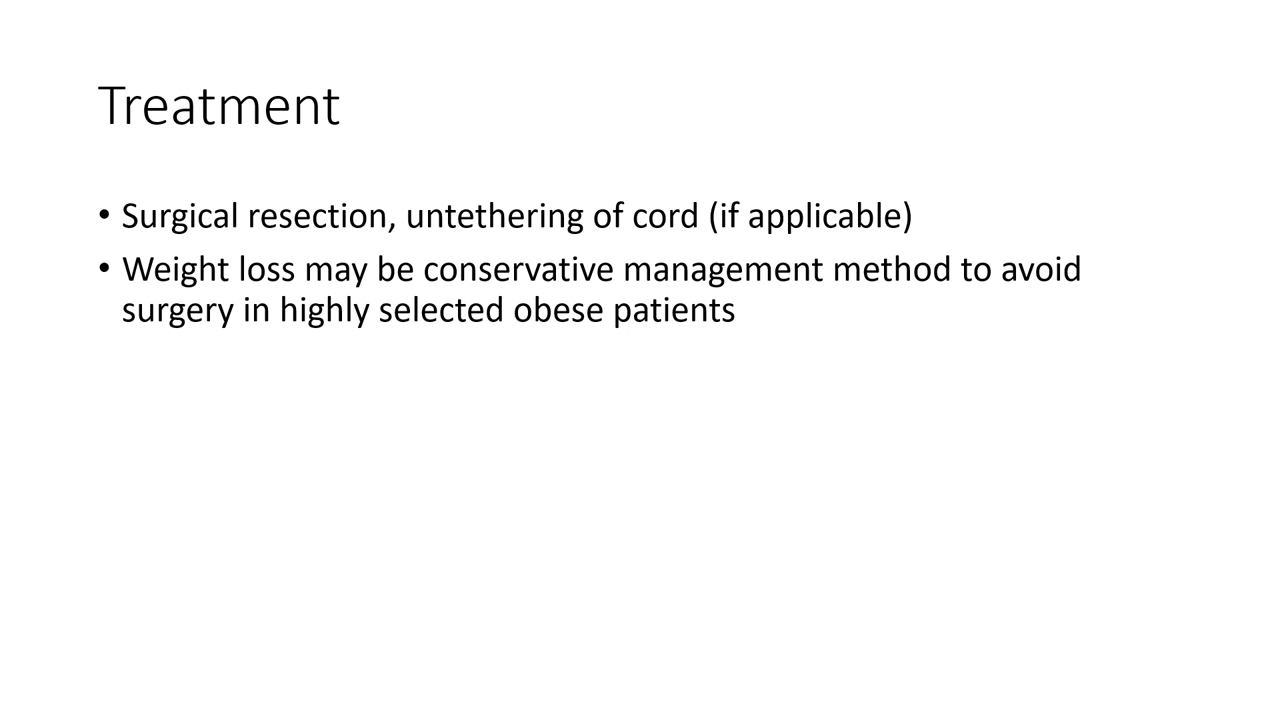 Treatment
• Surgical resection, untethering of cord (if applicable)
• Weight loss may be conservative management method to avoid
surgery in highly selected obese patients